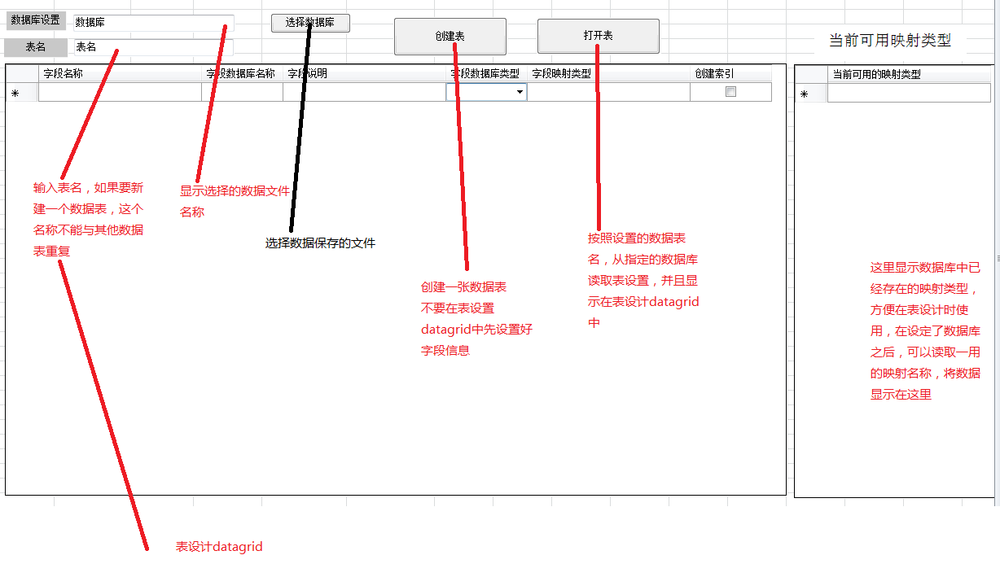 数据库设置
数据库
选择数据库
创建表
打开表
表名
表名
当前可用映射类型
字段名称
字段数据库名称
字段说明
字段数据库类型
字段映射类型
创建索引
当前可用的映射类型
*
*
输入表名，如果要新
建一个数据表，这个
名称不能与其他数据
表重复
显示选择的数据文件
名称
选择数据保存的文件
创建一张数据表
不要在表设置
datagrid中先设置好
字段信息
按照设置的数据表
名，从指定的数据库
读取表设置，并且显
示在表设计datagrid
中
这里显示数据库中已
经存在的映射类型，
方便在表设计时使
用，在设定了数据库
之后，可以读取一用
的映射名称，将数据
显示在这里
表设计datagrid